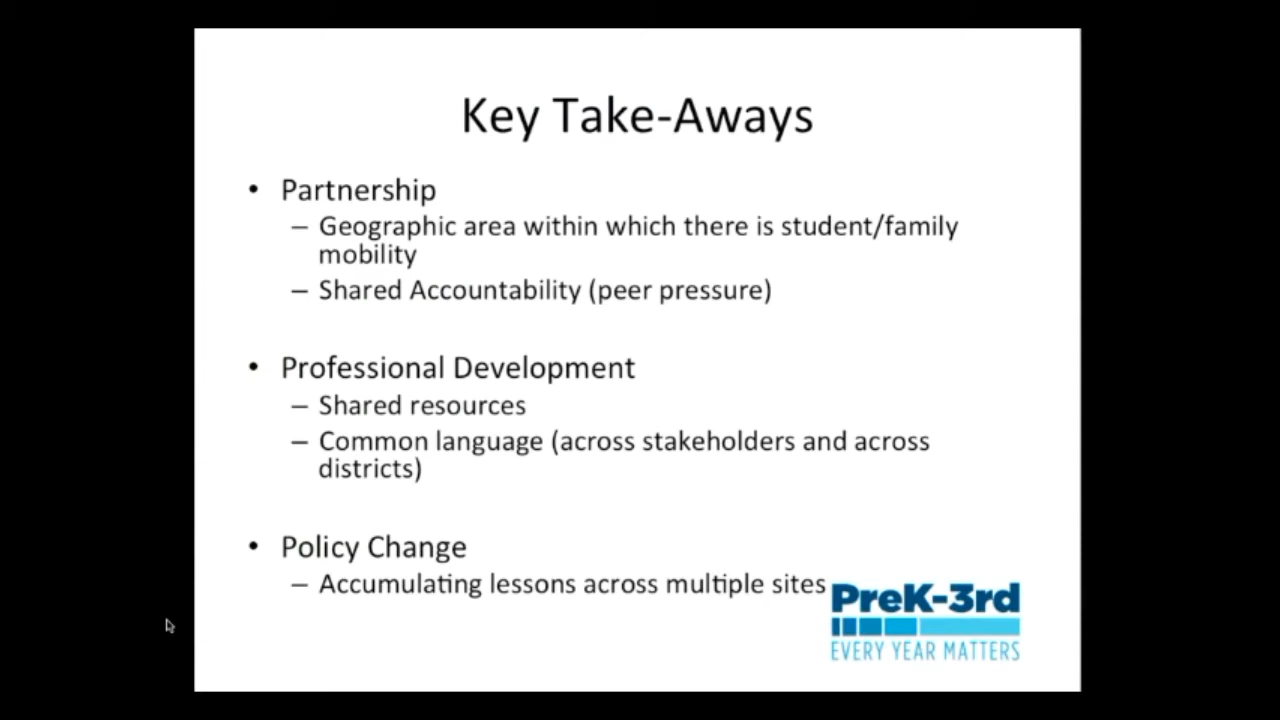 Key Take-Aways
• Partnership
– Geographic area within which there is student/family
mobility
– Shared Accountability (peer pressure)
• Professional Development
– Shared resources
– Common language (across stakeholders and across
districts)
• Policy Change
– Accumulating lessons across multiple sites
PreK-3rd
EVERY YEAR MATTERS